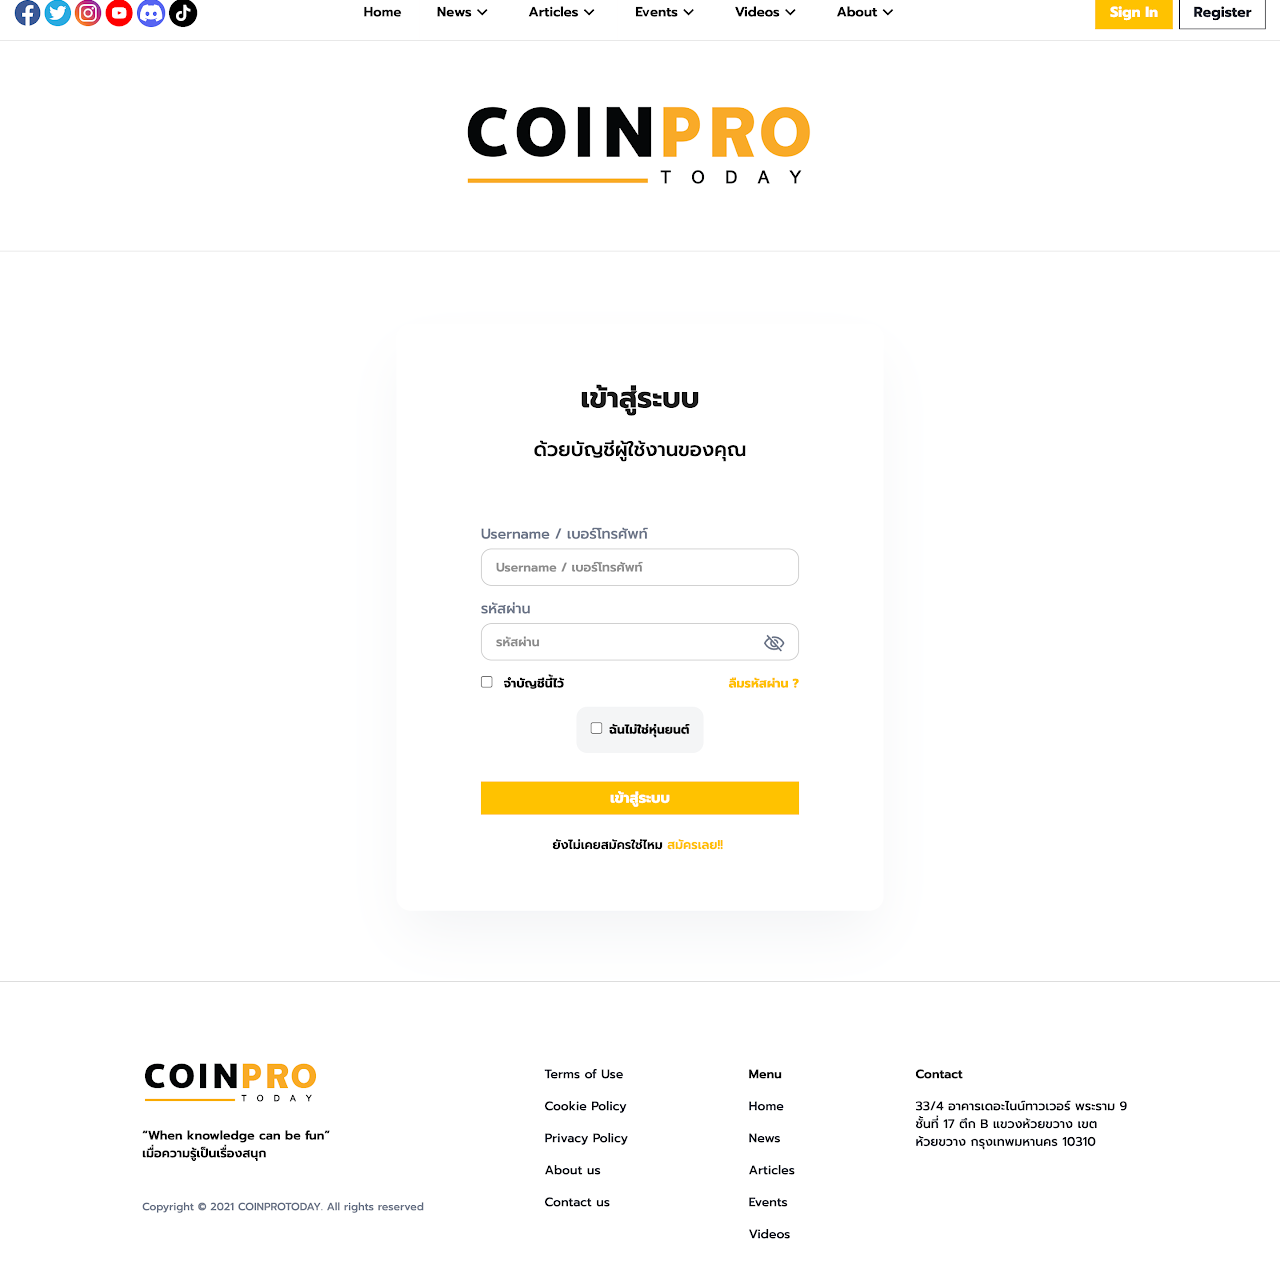 Home News Articles Events Videos About Sign In Register
COINPRO
TODAY
เข้าสู่ระบบ
ด้วยบัญชีผู้ใช้งานของคุณ
Username / เบอร์โทรศัพท์
Username / เบอร์โทรศัพท์
รหัสผ่าน
รหัสผ่าน
จำบัญชีนี้ไว้ ลืมรหัสผ่าน ?
ฉันไม่ใช่หุ่นยนต์
เข้าสู่ระบบ
ยังไม่เคยสมัครใช่ไหม สมัครเลย!!
COINPRO
TODAY
“When knowledge can be fun”
เมื่อความรู้เป็นเรื่องสนุก
Copyright © 2021 COINPROTODAY. All rights reserved
Terms of Use
Cookie Policy
Privacy Policy
About us
Contact us
Menu
Home
News
Articles
Events
Videos
Contact
33/4 อาคารเดอะไนน์ทาวเวอร์ พระราม 9
ชั้นที่ 17 ตึก B แขวงห้วยขวาง เขต
ห้วยขวาง กรุงเทพมหานคร 10310